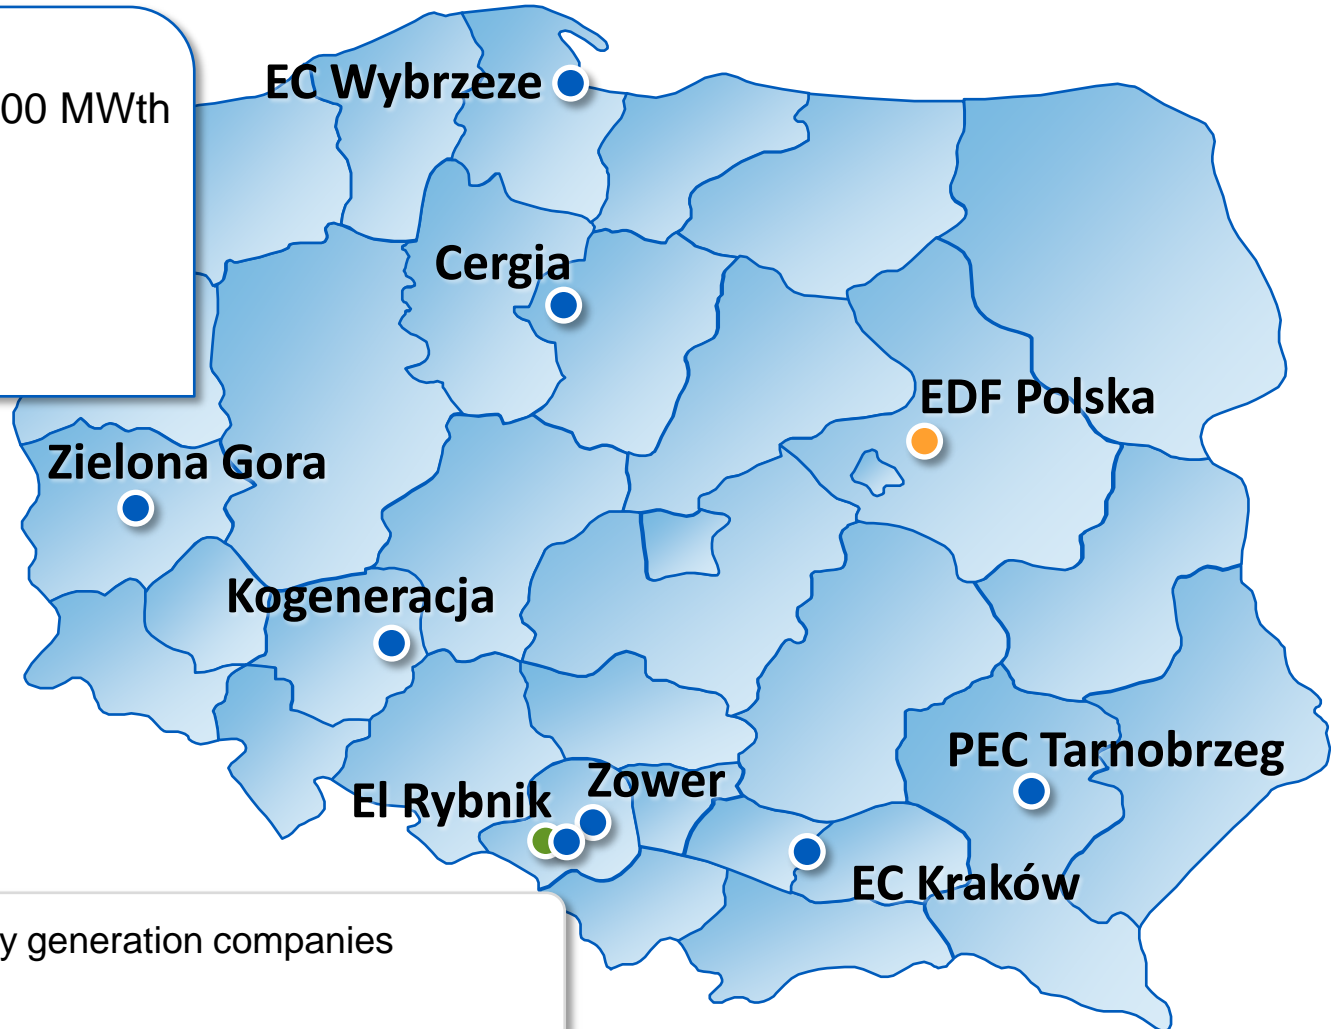 EC Wybrzeze
00 MWth
Cergia
EDF Polska
Zielona Gora
Kogeneracja
PEC Tarnobrzeg
Zower
El Rybnik
EC Kraków
y generation companies